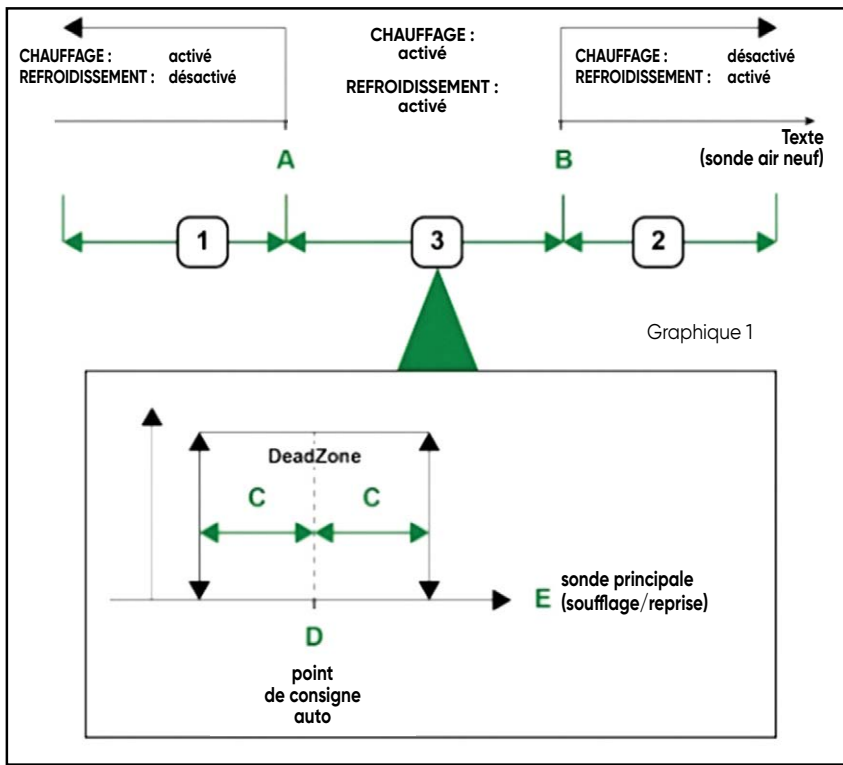 CHAUFFAGE : activé
REFROIDISSEMENT : désactivé
CHAUFFAGE :
activé
REFROIDISSEMENT :
activé
CHAUFFAGE : désactivé
REFROIDISSEMENT : activé
A
B
Texte
(sonde air neuf)
1
3
2
Graphique 1
DeadZone
C C
E sonde principale
(soufflage/reprise)
D
point
de consigne
auto